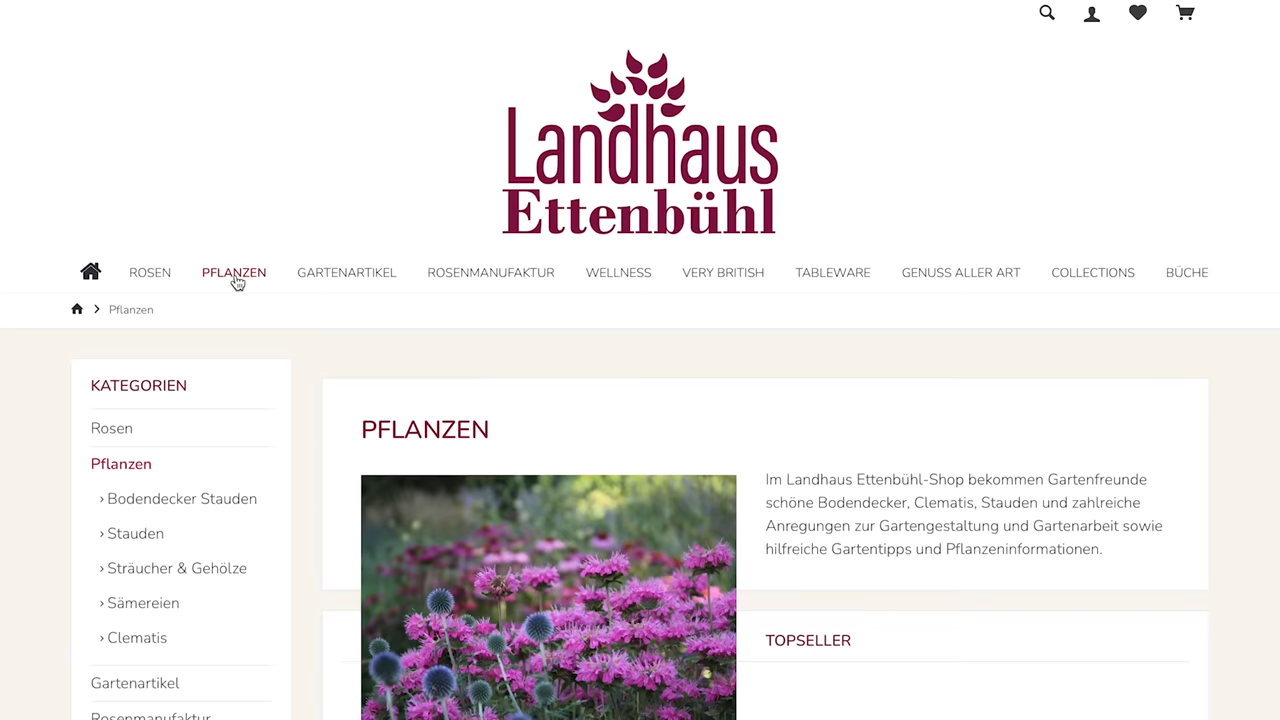 Landhaus
Ettenbühl
ROSEN PFLANZEN GARTENARTIKEL ROSENMANUFAKTUR WELLNESS VERY BRITISH TABLEWARE GENUSS ALLER ART COLLECTIONS BÜCHE
Pflanzen
KATEGORIEN
Rosen
Pflanzen
Bodendecker Stauden
Stauden
Sträucher & Gehölze
Sämereien
Clematis
Gartenartikel
Rosenmanufaktur
PFLANZEN
Im Landhaus Ettenbühl-Shop bekommen Gartenfreunde
schöne Bodendecker, Clematis, Stauden und zahlreiche
Anregungen zur Gartengestaltung und Gartenarbeit sowie
hilfreiche Gartentipps und Pflanzeninformationen.
TOPSELLER